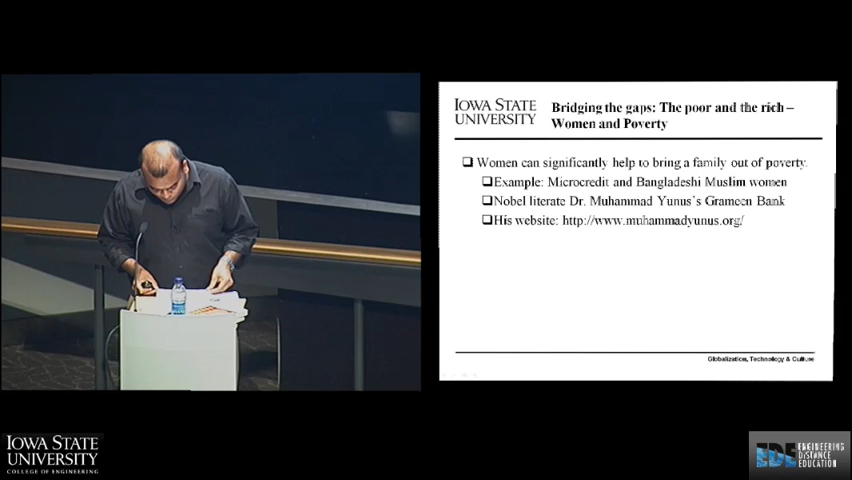 IOWA STATE
UNIVERSITY
Bridging the gaps: The poor and the rich –
Women and Poverty
Women can significantly help to bring a family out of poverty.
Example: Microcredit and Bangladeshi Muslim women
Nobel literate Dr. Muhammad Yunus's Grameen Bank
His website: http://www.muhammadyunus.org/
Globalization, Technology & Culture
IOWA STATE
UNIVERSITY
COLLEGE OF ENGINEERING
EDE
ENGINEERING
DISTANCE
EDUCATION